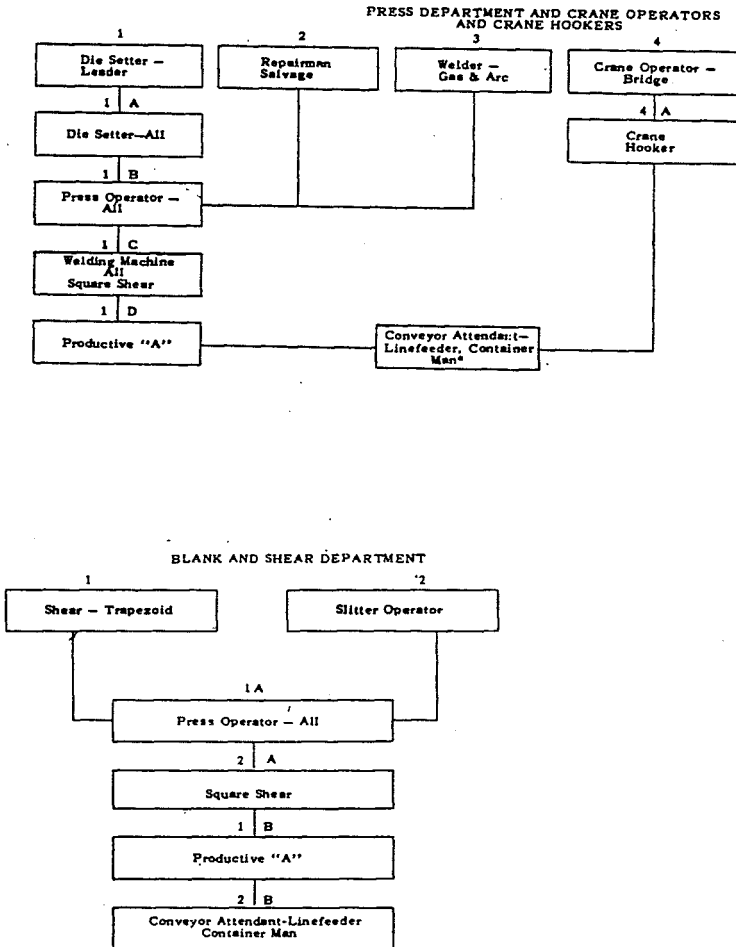 PRESS DEPARTMENT AND CRANE OPERATORS
AND CRANE HOOKERS
1
2
3
4
Die Setter —
Leader
Repairman
Salvage
Welder —
Gas & Arc
Crane Operator —
Bridge
1 A
4 A
Die Setter—All
Crane
Hooker
1 B
Press Operator —
All
1 C
Welding Machine
All
Square Shear
1 D
Productive "A"
Conveyor Attendant—
Linefeeder, Container
Man*
BLANK AND SHEAR DEPARTMENT
1
2
Shear — Trapezoid
Slitter Operator
1 A
Press Operator — All
2 A
Square Shear
1 B
Productive "A"
2 B
Conveyor Attendant-Linefeeder
Container Man